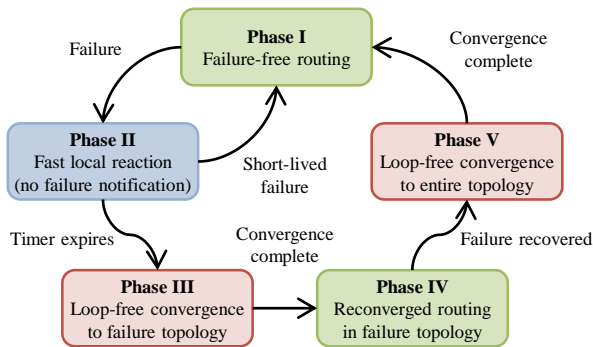 Phase I
Failure-free routing
Failure
Convergence
complete
Phase II
Fast local reaction
(no failure notification)
Short-lived
failure
Phase V
Loop-free convergence
to entire topology
Timer expires
Convergence
complete
Failure recovered
Phase III
Loop-free convergence
to failure topology
Phase IV
Reconverged routing
in failure topology